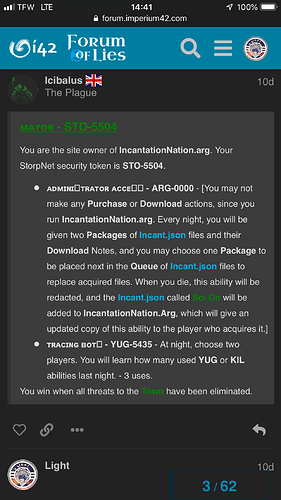 TFW LTE 14:41 100%
forum.imperium42.com
i42 Forum of Lies
Icibalus 🇬🇧 10d
The Plague
ᴍᴀʏᴏʀ - STO-5504
You are the site owner of IncantationNation.arg. Your
StorpNet security token is STO-5504.
• ᴀᴅᴍɪɴɪ□ᴛʀᴀᴛᴏʀ ᴀᴄᴄᴇ□□ - ARG-0000 - [You may not
make any Purchase or Download actions, since you
run IncantationNation.arg. Every night, you will be
given two Packages of Incant.json files and their
Download Notes, and you may choose one Package to
be placed next in the Queue of Incant.json files to
replace acquired files. When you die, this ability will be
redacted, and the Incant.json called Sci.On will be
added to IncantationNation.Arg, which will give an
updated copy of this ability to the player who acquires it.]
• ᴛʀᴀᴄɪɴɢ ʙᴏᴛ□ - YUG-5435 - At night, choose two
players. You will learn how many used YUG or KIL
abilities last night. - 3 uses.
You win when all threats to the Town have been eliminated.
Light 10d
3 / 62